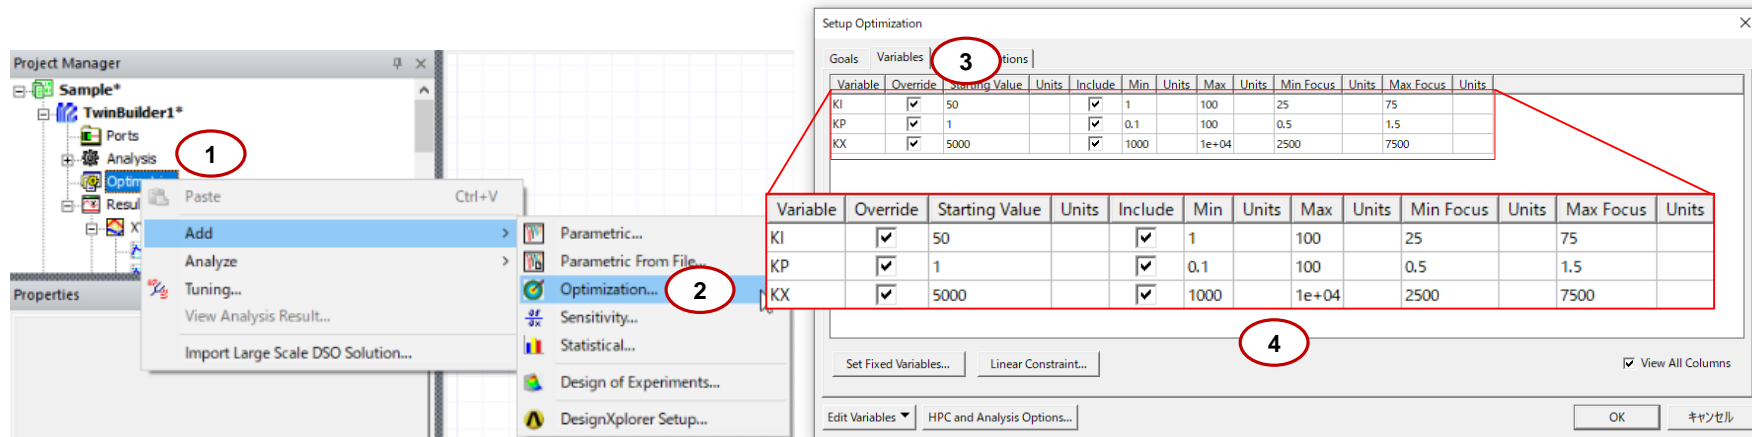 Project Manager
Sample*
TwinBuilder1*
Ports
Analysis
1
Paste Ctrl+V
Add
Analyze
Tuning...
View Analysis Result...
Import Large Scale DSO Solution...
Properties
Parametric...
Parametric From File...
Optimization...
2
Sensitivity...
Statistical...
Design of Experiments...
DesignXplorer Setup...
Setup Optimization
Goals Variables
3
Variable Override Starting Value Units Include Min Units Max Units Min Focus Units Max Focus Units
KI 50 1 100 25 75
KP 1 0.1 100 0.5 1.5
KX 5000 1000 1e+04 2500 7500
Variable Override Starting Value Units Include Min Units Max Units Min Focus Units Max Focus Units
KI 50 1 100 25 75
KP 1 0.1 100 0.5 1.5
KX 5000 1000 1e+04 2500 7500
4
Set Fixed Variables... Linear Constraint... View All Columns
Edit Variables HPC and Analysis Options... OK キャンセル